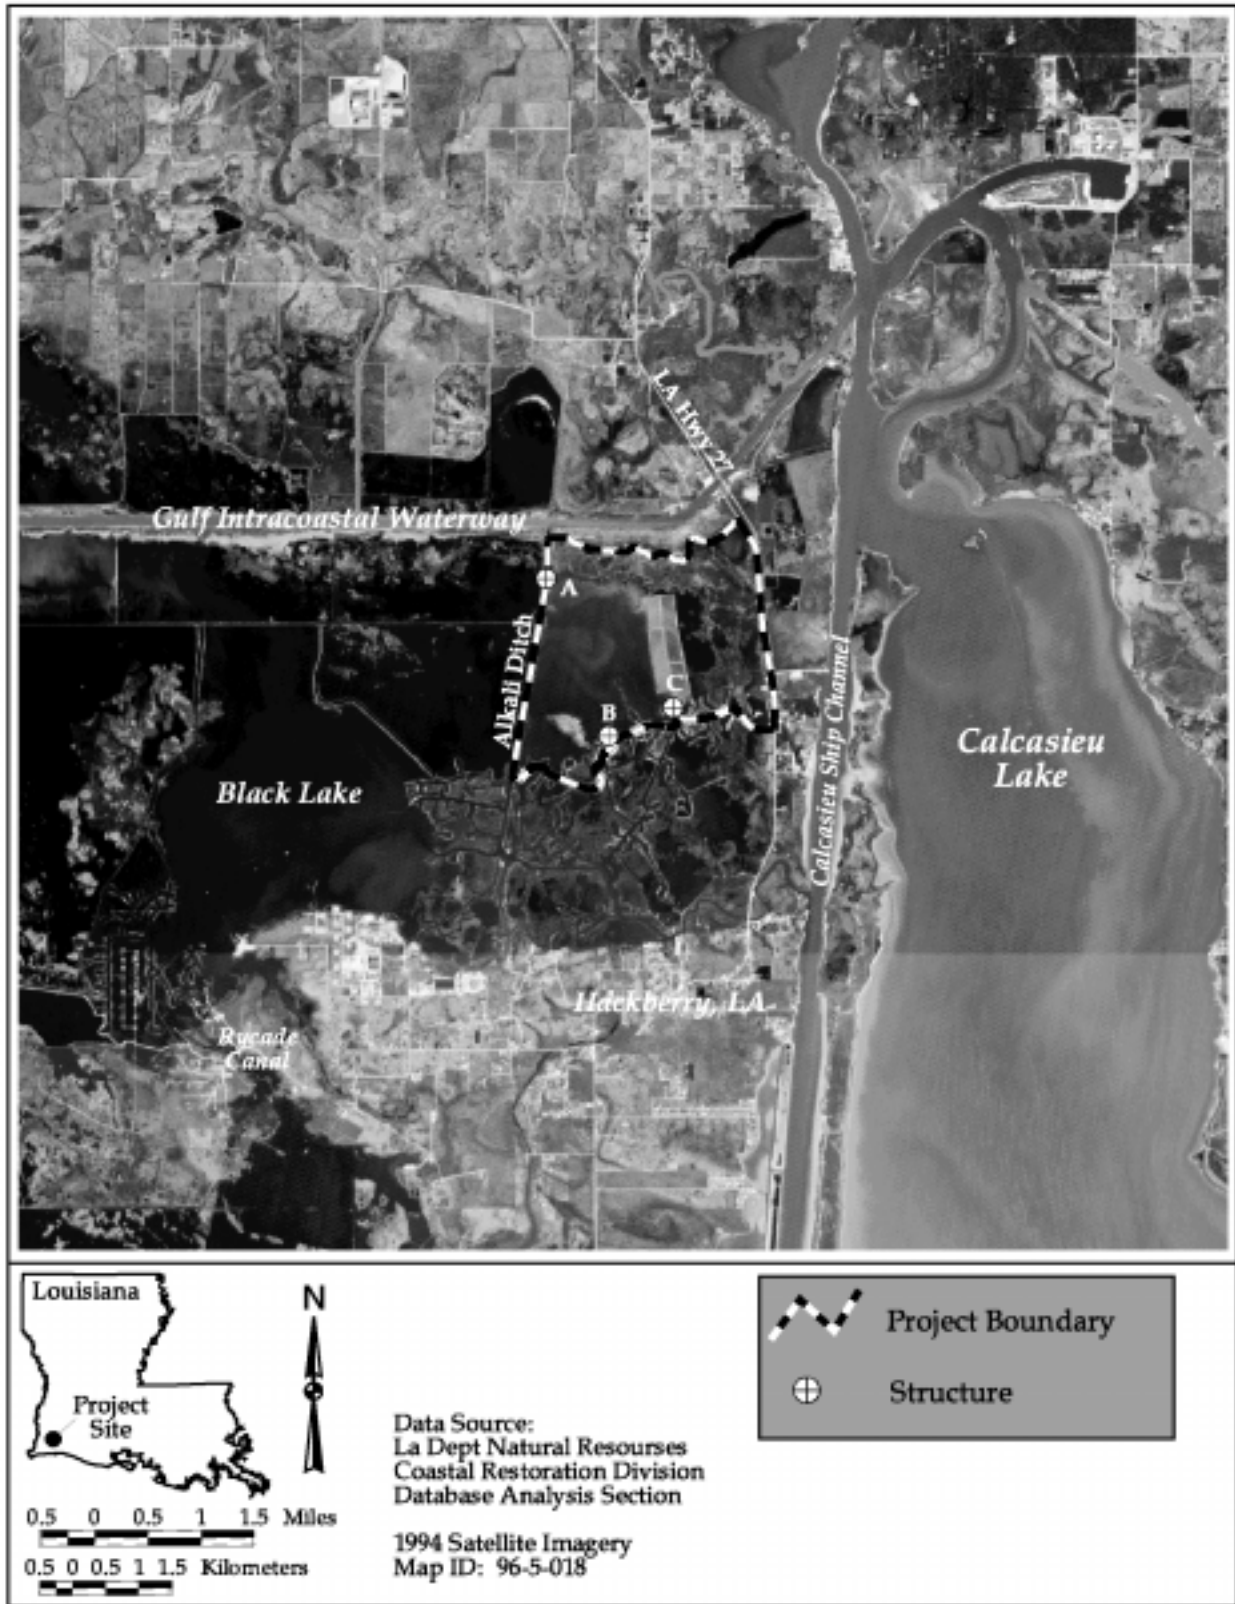 LA Hwy 27
Gulf Intracoastal Waterway
A
Alkali Ditch
C
B
Calcasieu Ship Channel
Calcasieu
Lake
Black Lake
Hackberry, LA
Rycade
Canal
Louisiana
Project
Site
N
Project Boundary
Structure
Data Source:
La Dept Natural Resourses
Coastal Restoration Division
Database Analysis Section
1994 Satellite Imagery
Map ID: 96-5-018
0.5 0 0.5 1 1.5 Miles
0.5 0 0.5 1 1.5 Kilometers